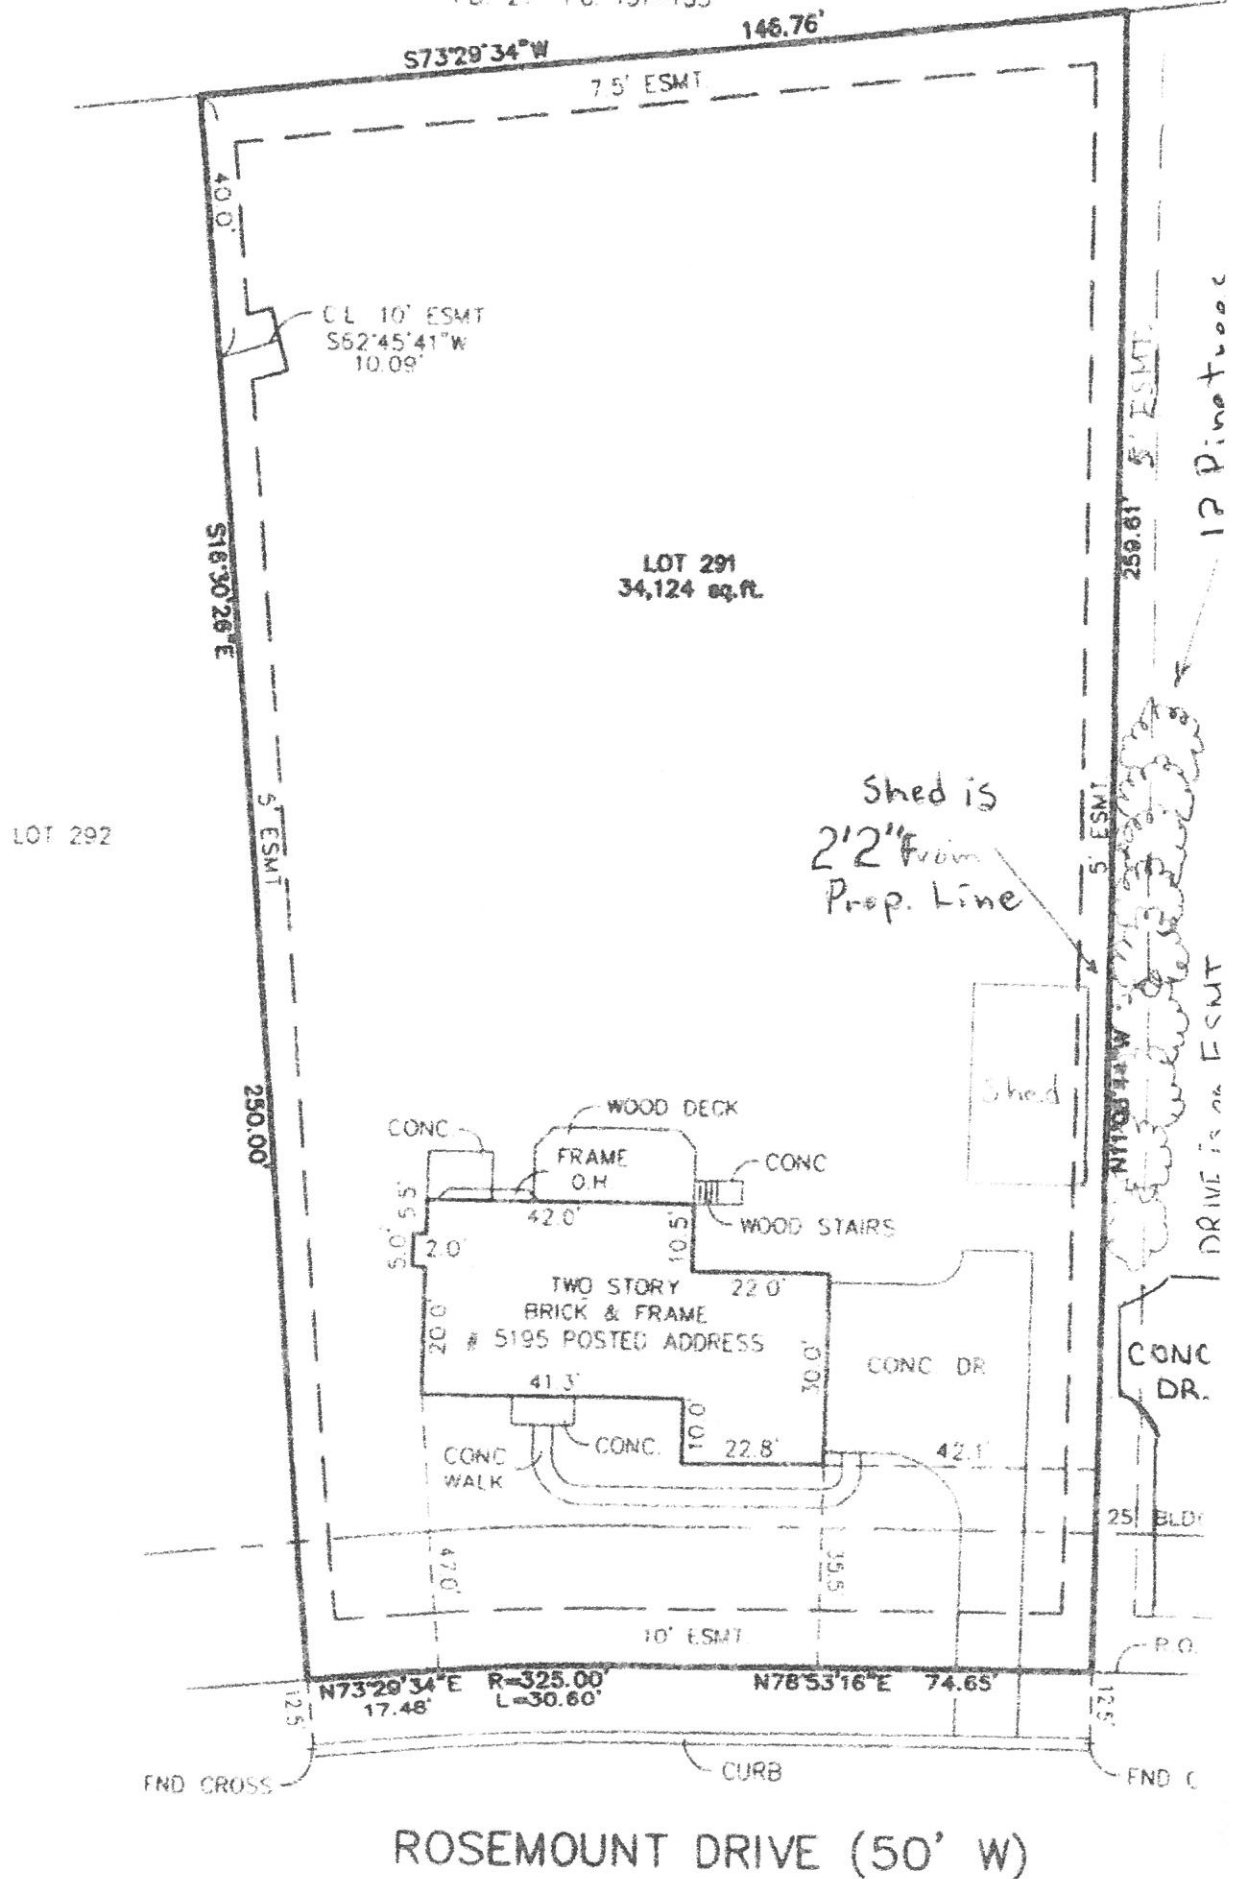 S73°29'34"W
146.76'
7.5' ESMT.
40.0'
C.L. 10' ESMT
S62°45'41"W
10.09'
5' ESMT.
12 Pinetrees
S16°30'26"E
259.61'
LOT 291
34,124 sq.ft.
LOT 292
5' ESMT
5' ESMT
Shed is
2'2" From
Prop. Line
250.00'
Shed
DRIVE is on ESMT
WOOD DECK
CONC.
FRAME
O.H.
CONC
WOOD STAIRS
5.5'
42.0'
5.0'
2.0'
10.5'
22.0'
TWO STORY
BRICK & FRAME
# 5195 POSTED ADDRESS
20.0'
30.0'
CONC. DR
CONC
DR.
41.3'
10.0'
22.8'
42.1'
CONC.
CONC
WALK
25' BLD
47.0'
35.5'
10' ESMT.
R.O.
N73°29'34"E
17.48'
R=325.00'
L=30.60'
N78°53'16"E 74.65'
12.5'
12.5'
FND CROSS
CURB
FND C
ROSEMOUNT DRIVE (50' W)